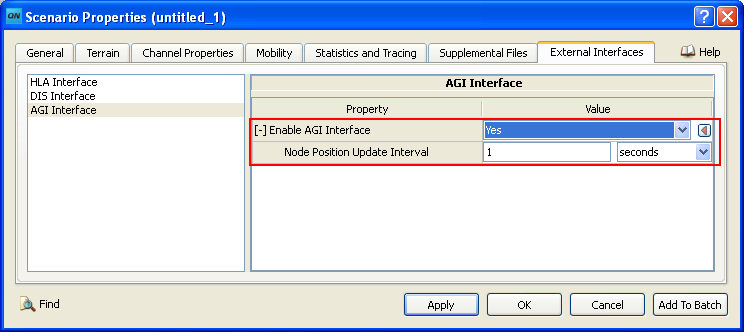 QN Scenario Properties (untitled_1)
General Terrain Channel Properties Mobility Statistics and Tracing Supplemental Files External Interfaces Help
HLA Interface
DIS Interface
AGI Interface
AGI Interface
Property Value
[-] Enable AGI Interface Yes
Node Position Update Interval 1 seconds
Find Apply OK Cancel Add To Batch